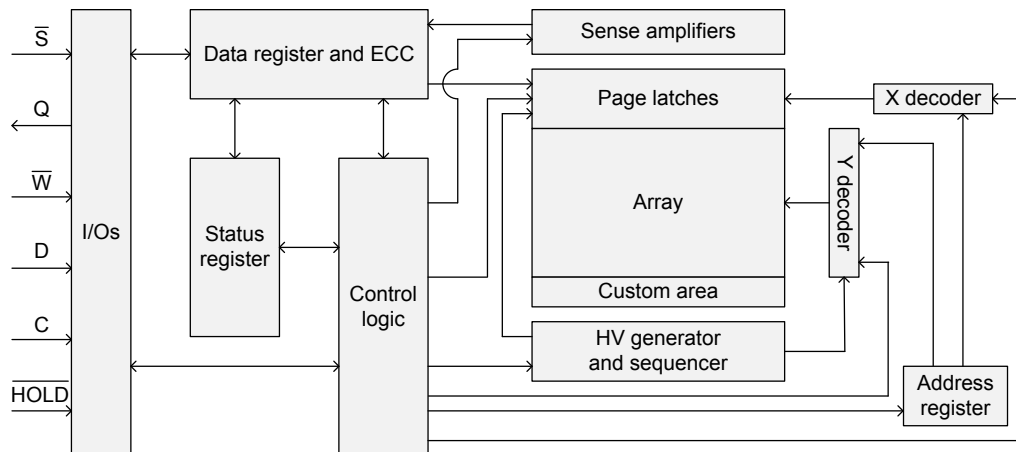 S̅
Q
W̅
D
C
H̅O̅L̅D̅
I/Os
Data register and ECC
Status
register
Control
logic
Sense amplifiers
Page latches
Array
Custom area
HV generator
and sequencer
X decoder
Y decoder
Address
register